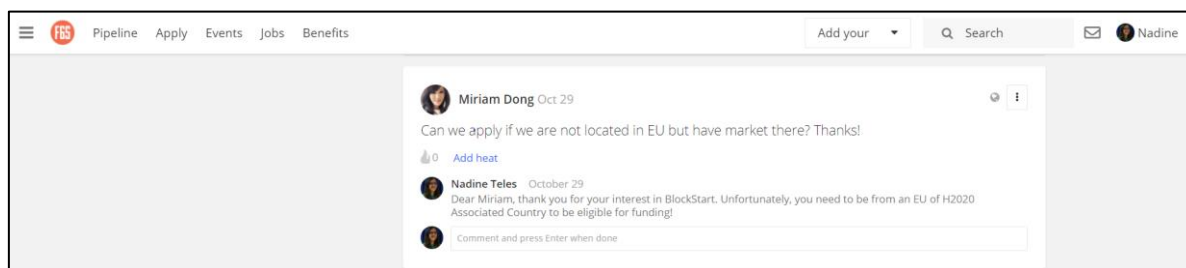 F6S Pipeline Apply Events Jobs Benefits Add your Search Nadine
Miriam Dong Oct 29
Can we apply if we are not located in EU but have market there? Thanks!
0 Add heat
Nadine Teles October 29
Dear Miriam, thank you for your interest in BlockStart. Unfortunately, you need to be from an EU of H2020
Associated Country to be eligible for funding!
Comment and press Enter when done